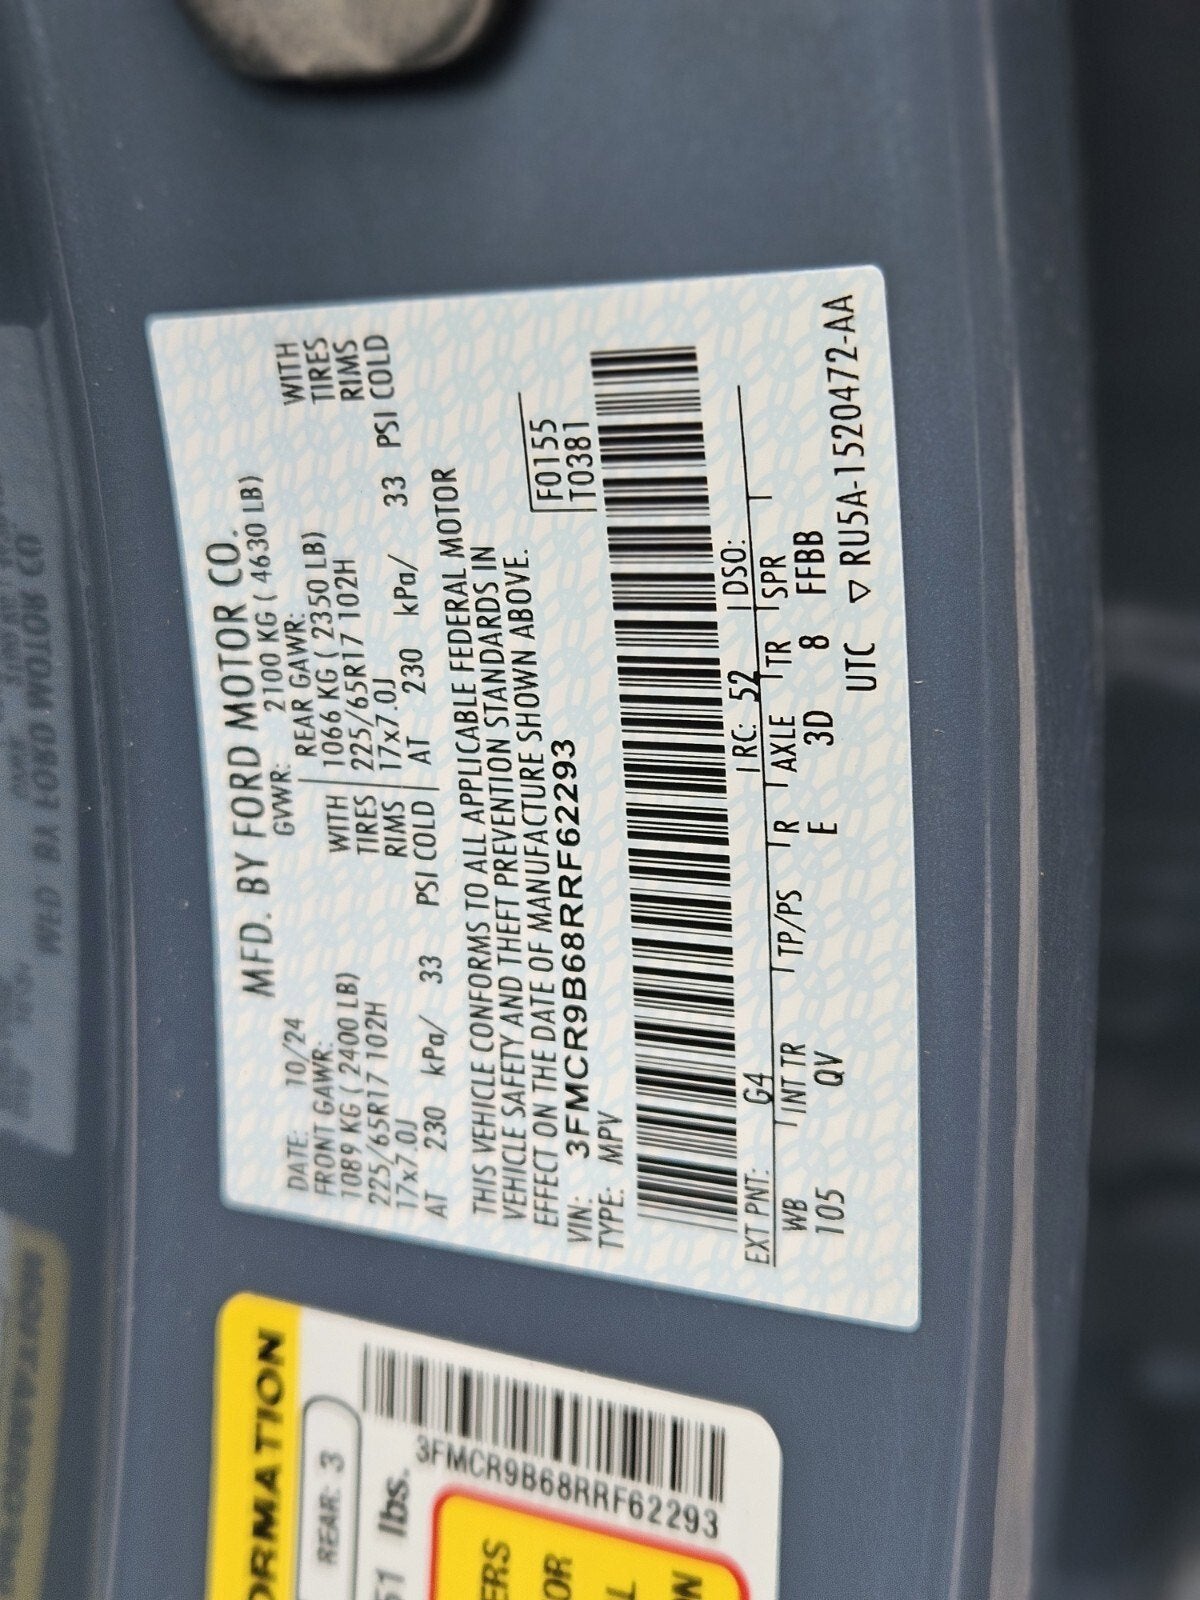 MFD. BY FORD MOTOR CO.
DATE: 10/24 GVWR: 2100 KG ( 4630 LB)
FRONT GAWR: REAR GAWR:
1089 KG ( 2400 LB) WITH 1066 KG ( 2350 LB) WITH
225/65R17 102H TIRES 225/65R17 102H TIRES
17x7.0J RIMS 17x7.0J RIMS
AT 230 kPa/ 33 PSI COLD AT 230 kPa/ 33 PSI COLD
THIS VEHICLE CONFORMS TO ALL APPLICABLE FEDERAL MOTOR
VEHICLE SAFETY AND THEFT PREVENTION STANDARDS IN
EFFECT ON THE DATE OF MANUFACTURE SHOWN ABOVE.
VIN: 3FMCR9B68RRF62293 F0155
TYPE: MPV T0381
EXT PNT: G4 RC: 52 DSO:
WB INT TR TP/PS R AXLE TR SPR
105 QV E 3D 8 FFBB
UTC ▽ RU5A-1520472-AA
ORMATION
REAR: 3
51 lbs.
3FMCR9B68RRF62293
ERS
OR
L
ON